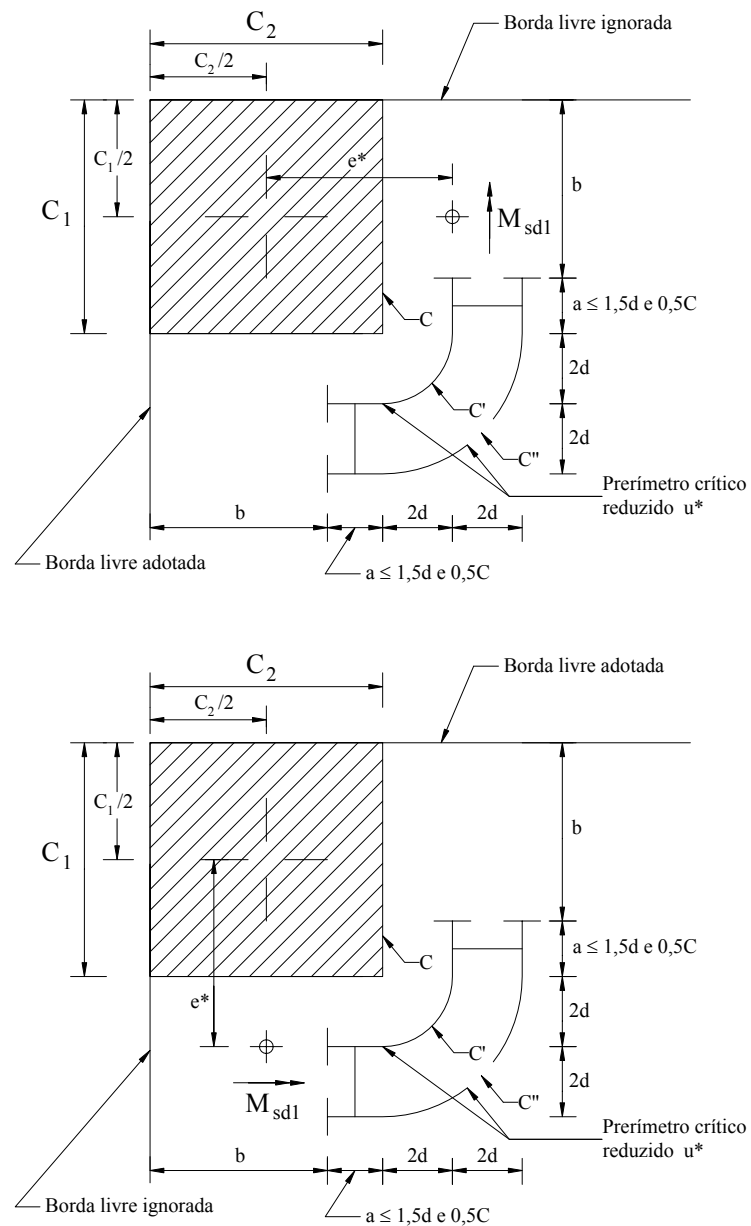 C2
Borda livre ignorada
C2/2
C1/2
e*
b
C1
Msd1
C
a ≤ 1,5d e 0,5C
2d
C'
C"
2d
Prerímetro crítico
reduzido u*
b
2d
2d
Borda livre adotada
a ≤ 1,5d e 0,5C
C2
Borda livre adotada
C2/2
C1/2
b
C1
C
a ≤ 1,5d e 0,5C
e*
2d
C'
C"
2d
Msd1
Prerímetro crítico
reduzido u*
b
2d
2d
Borda livre ignorada
a ≤ 1,5d e 0,5C